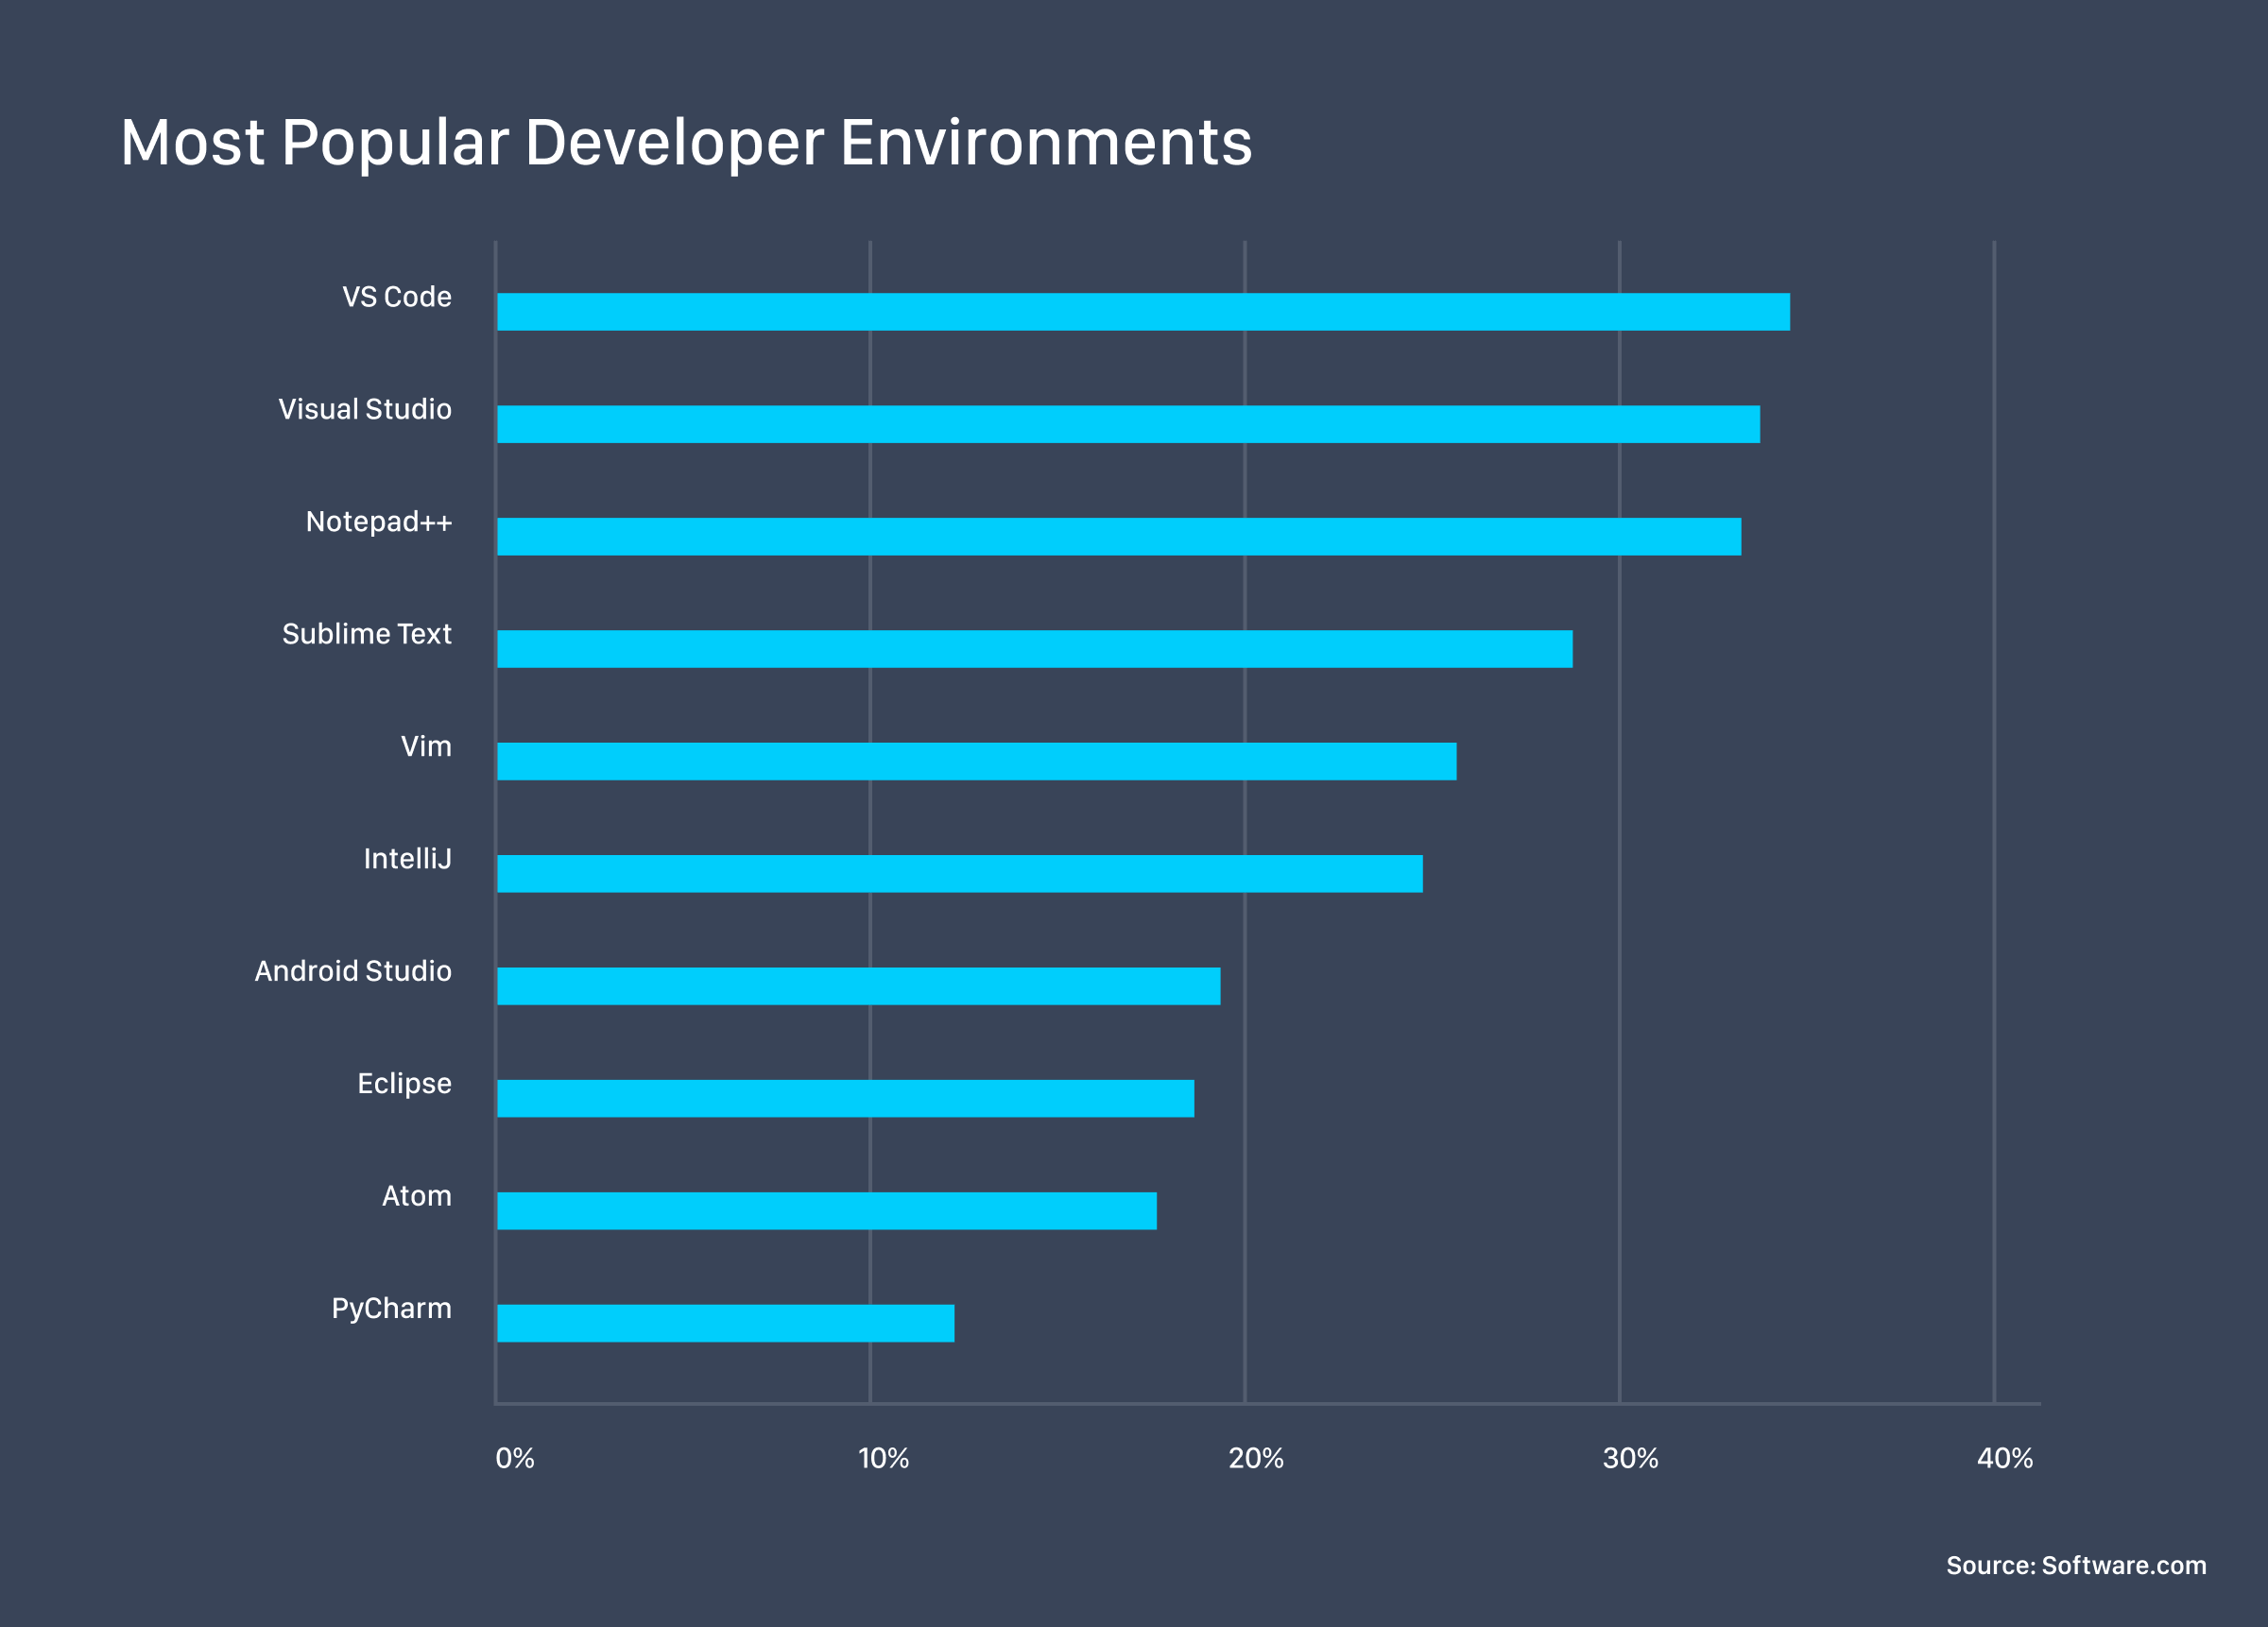 Most Popular Developer Environments
VS Code
Visual Studio
Notepad++
Sublime Text
Vim
IntelliJ
Android Studio
Eclipse
Atom
PyCharm
0% 10% 20% 30% 40%
Source: Software.com